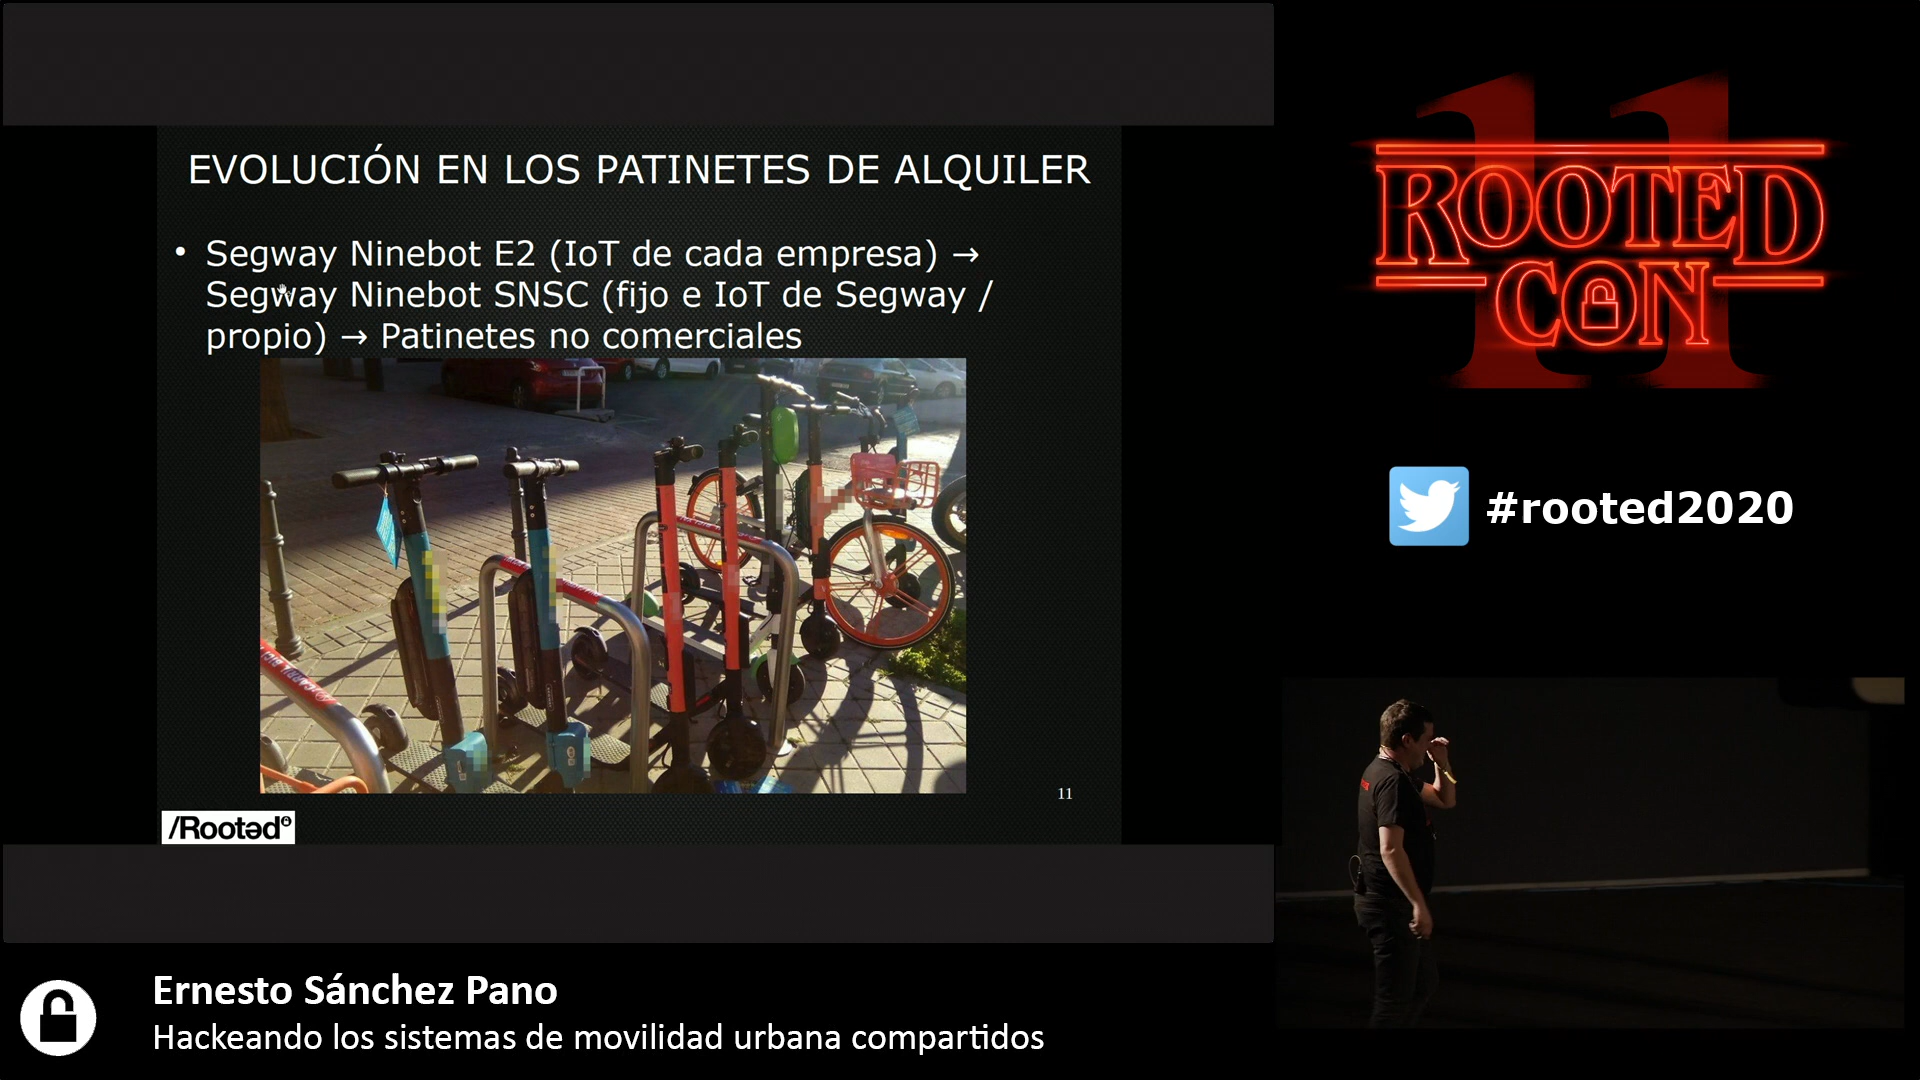 EVOLUCIÓN EN LOS PATINETES DE ALQUILER
• Segway Ninebot E2 (IoT de cada empresa) →
Segway Ninebot SNSC (fijo e IoT de Segway /
propio) → Patinetes no comerciales
11
/Rootəd
11
ROOTED
CON
#rooted2020
Ernesto Sánchez Pano
Hackeando los sistemas de movilidad urbana compartidos